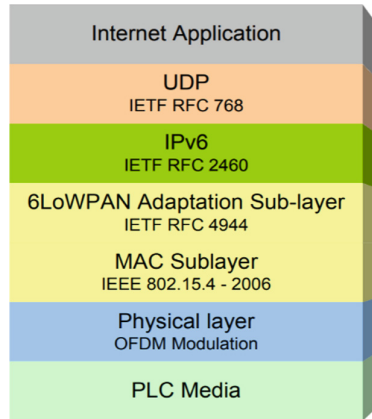 Internet Application
UDP
IETF RFC 768
IPv6
IETF RFC 2460
6LoWPAN Adaptation Sub-layer
IETF RFC 4944
MAC Sublayer
IEEE 802.15.4 - 2006
Physical layer
OFDM Modulation
PLC Media